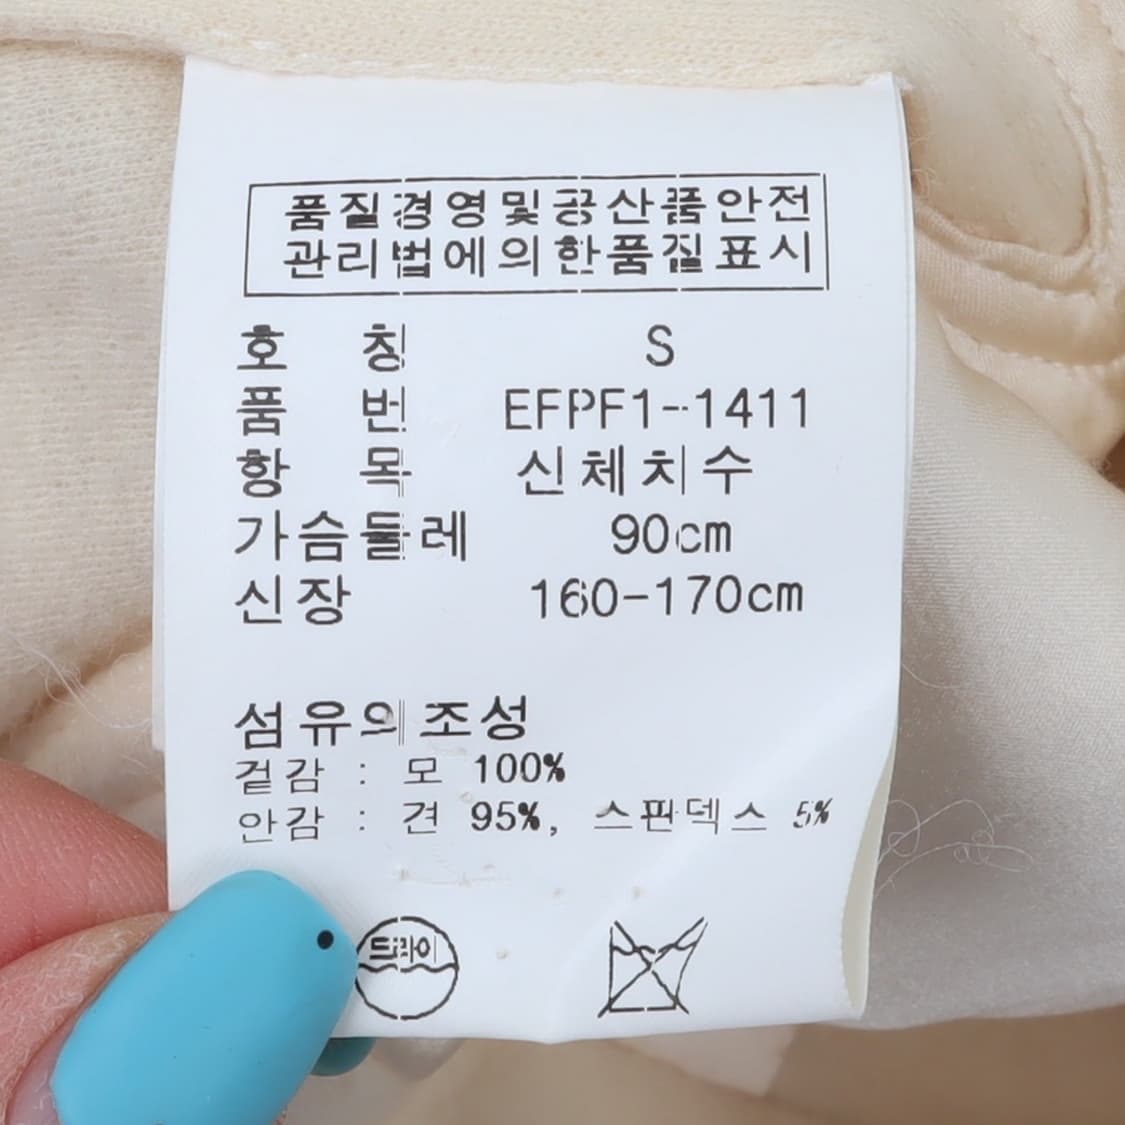 품질경영및공산품안전
관리법에의한품질표시
호 칭 S
품 번 EFPF1-1411
항 목 신체치수
가슴둘레 90cm
신장 160-170cm
섬유의조성
겉감 : 모 100%
안감 : 견 95%, 스판덱스 5%
드라이